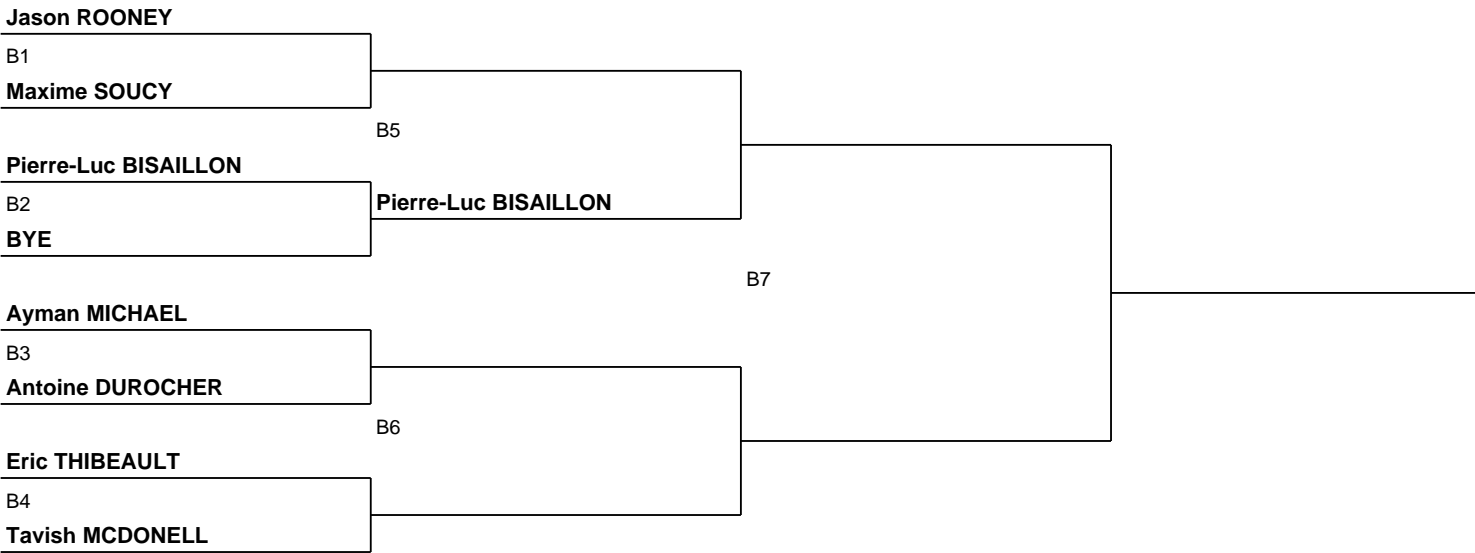 Jason ROONEY
B1
Maxime SOUCY
B5
Pierre-Luc BISAILLON
B2
Pierre-Luc BISAILLON
BYE
B7
Ayman MICHAEL
B3
Antoine DUROCHER
B6
Eric THIBEAULT
B4
Tavish MCDONELL